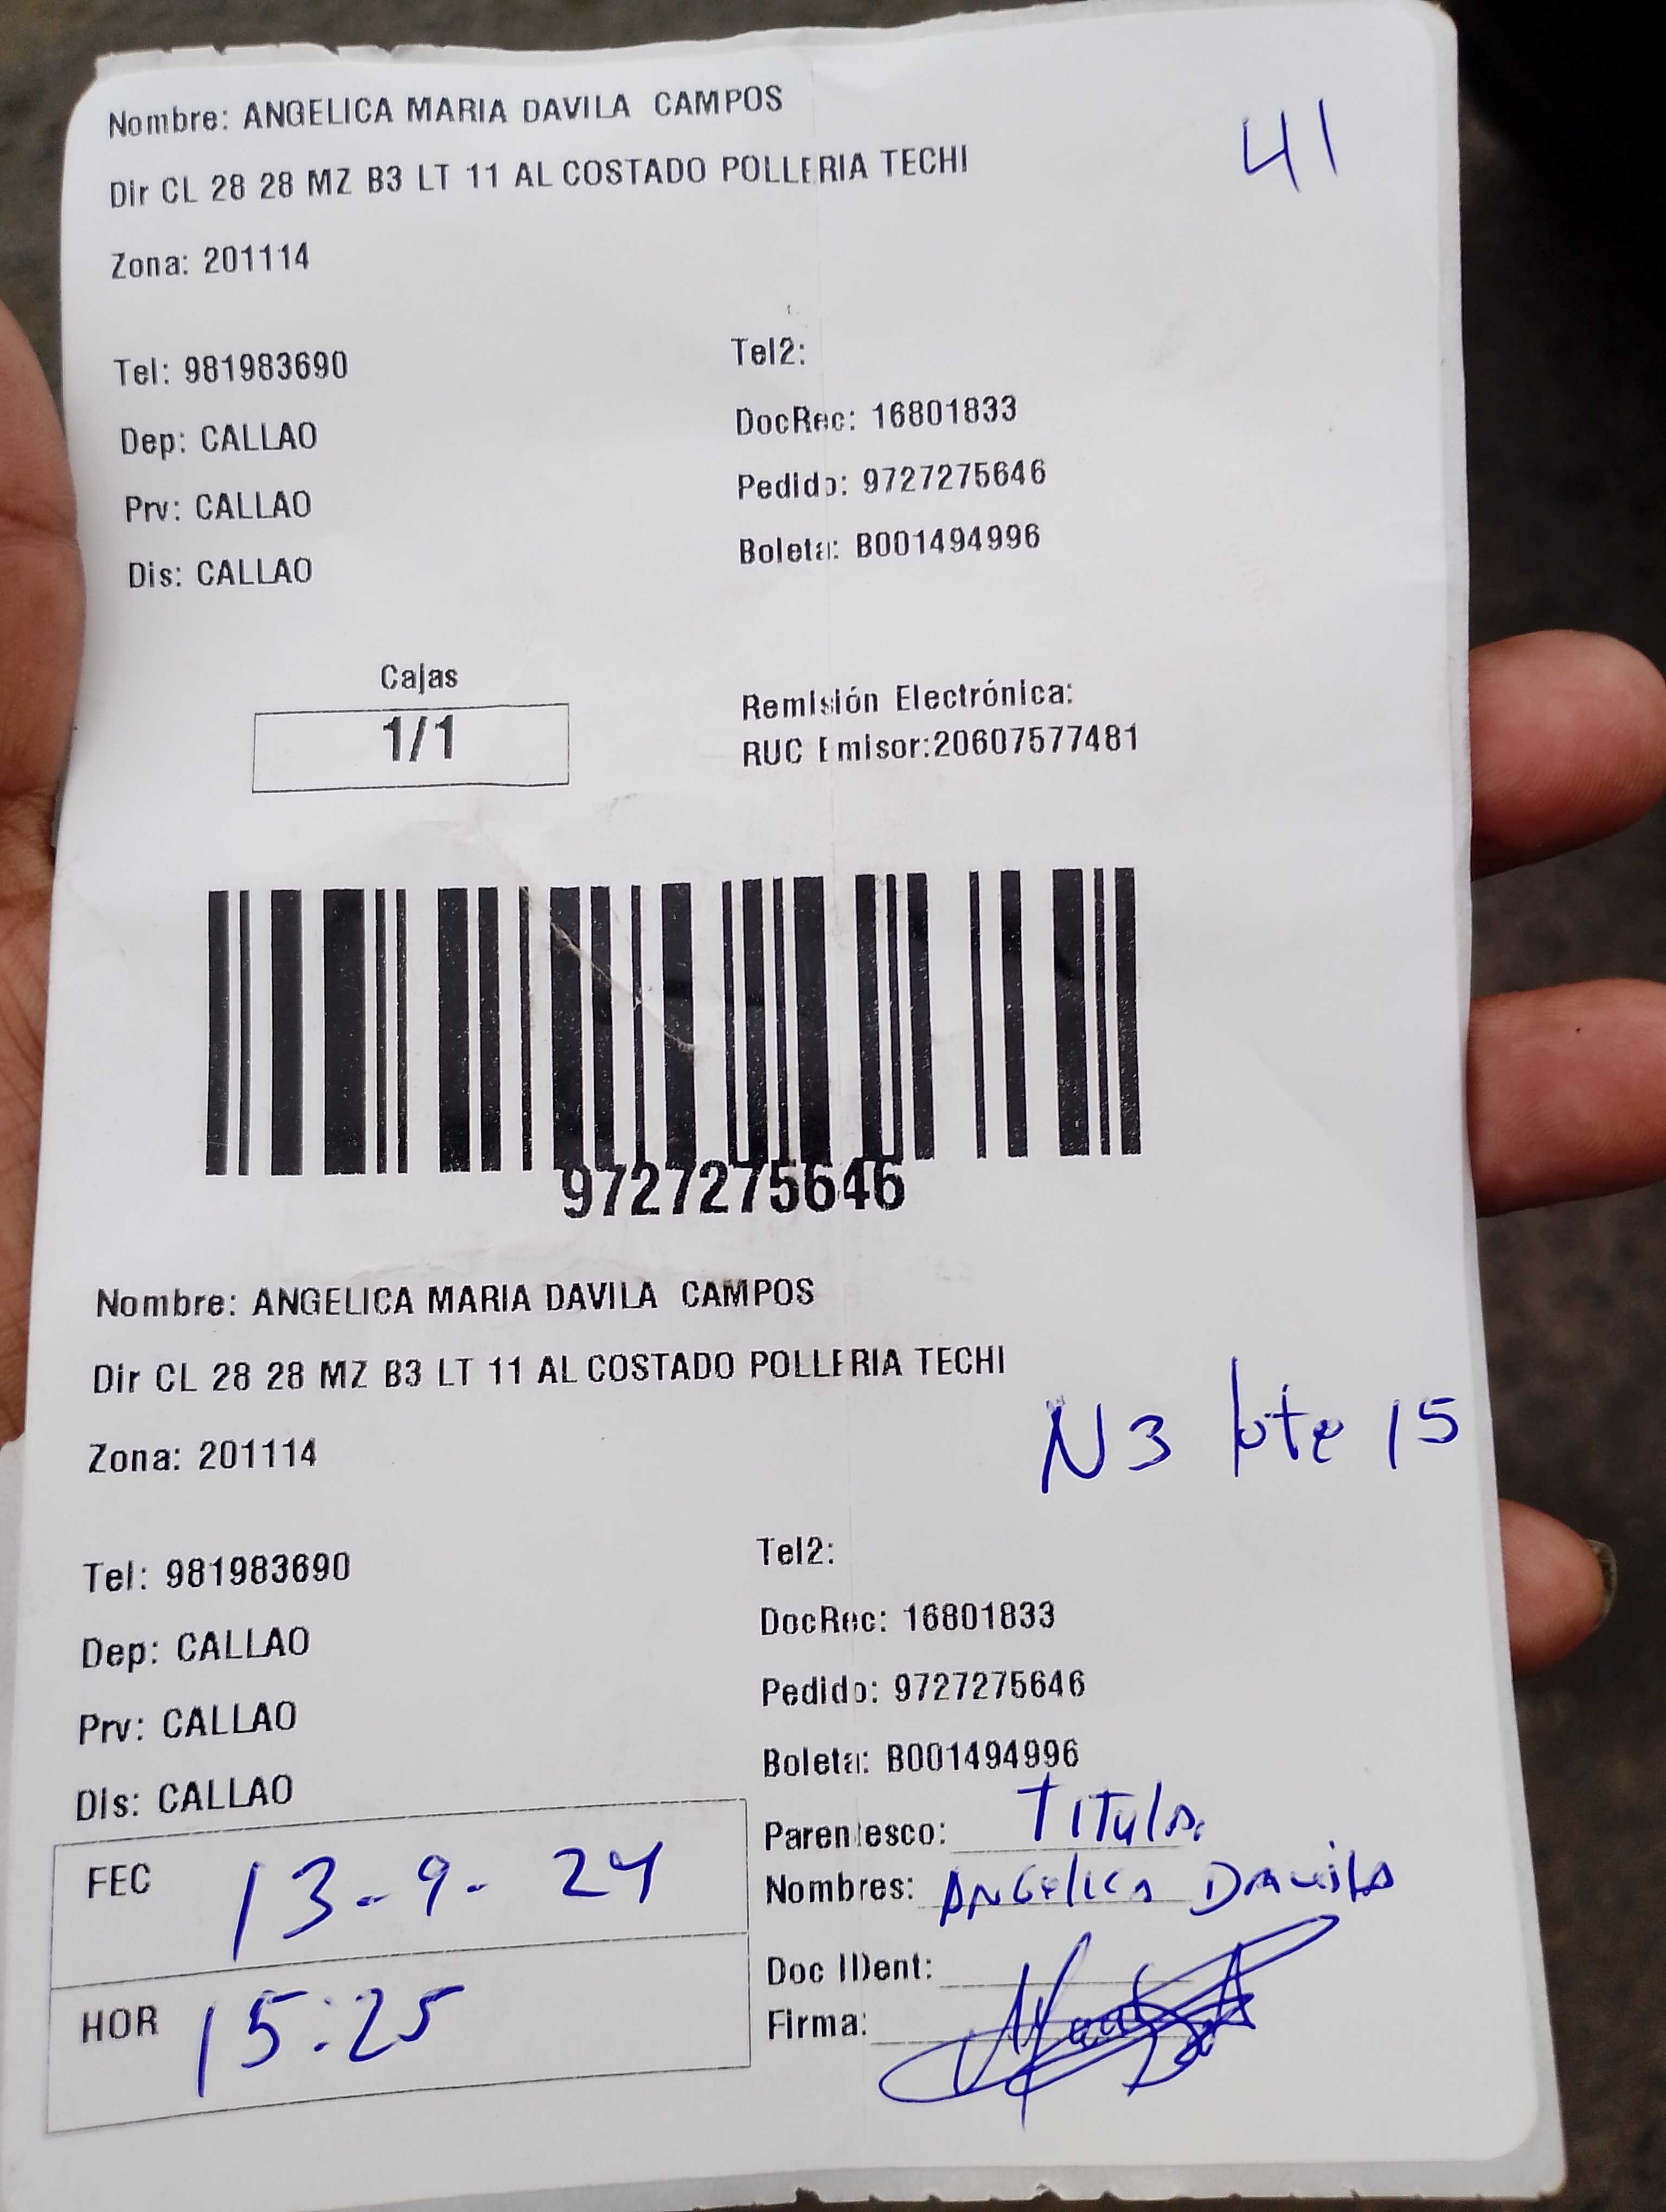 Nombre: ANGELICA MARIA DAVILA CAMPOS
41
Dir CL 28 28 MZ B3 LT 11 AL COSTADO POLLERIA TECHI
Zona: 201114
Tel: 981983690
Tel2:
Dep: CALLAO
DocRec: 16801833
Prv: CALLAO
Pedido: 9727275646
Dis: CALLAO
Boleta: B001494996
Cajas
1/1
Remisión Electrónica:
RUC Emisor:20607577481
9727275646
Nombre: ANGELICA MARIA DAVILA CAMPOS
Dir CL 28 28 MZ B3 LT 11 AL COSTADO POLLERIA TECHI
N3 lote 15
Zona: 201114
Tel: 981983690
Tel2:
Dep: CALLAO
DocRec: 16801833
Prv: CALLAO
Pedido: 9727275646
Dis: CALLAO
Boleta: B001494996
FEC 13-9-24
HOR 15:25
Parentesco: Titular
Nombres: Angelica Davila
Doc IDent:
Firma: